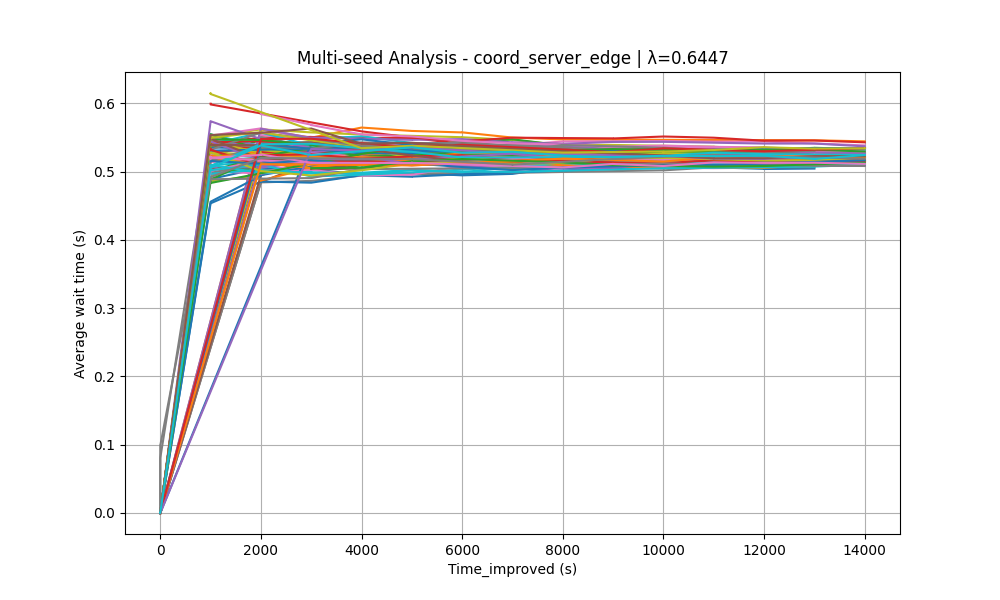 Multi-seed Analysis - coord_server_edge | λ=0.6447
0.6
0.5
0.4
0.3
0.2
0.1
0.0
Average wait time (s)
0 2000 4000 6000 8000 10000 12000 14000
Time_improved (s)